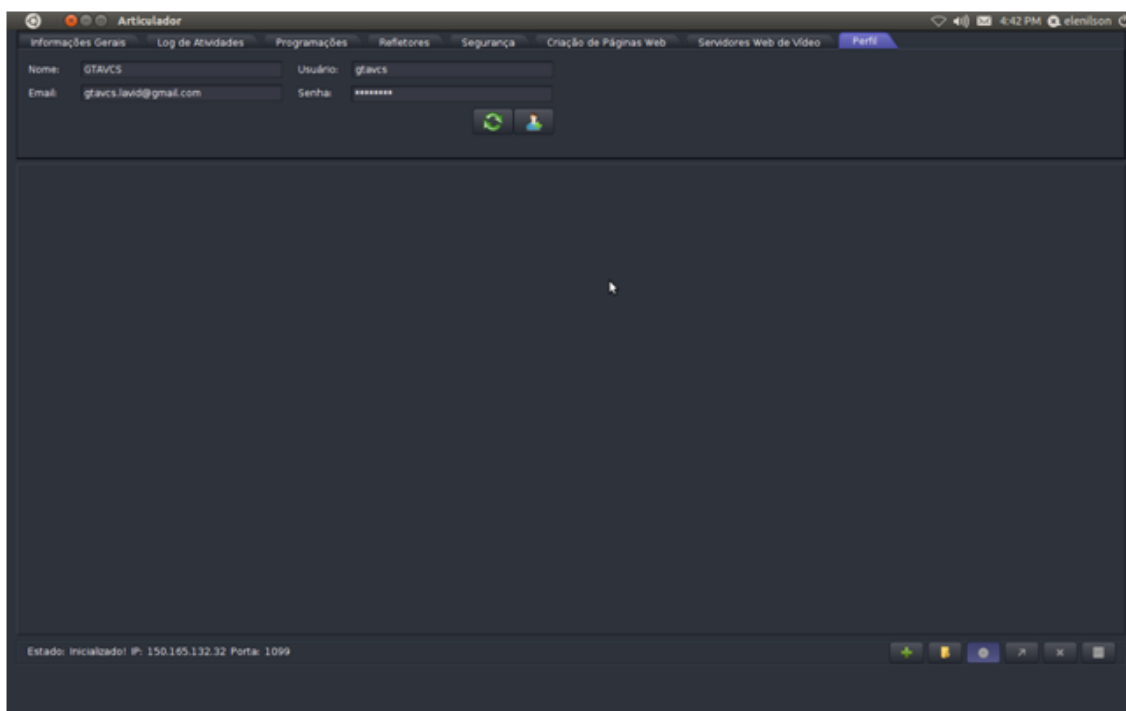 Articulador 4:42 PM elenilson
Informações Gerais Log de Atividades Programações Refletores Segurança Criação de Páginas Web Servidores Web de Vídeo Perfil
Nome: GTAVCS Usuário: gtavcs
Email: gtavcs.lavid@gmail.com Senha: ********
Estado: Inicializado! IP: 150.165.132.32 Porta: 1099